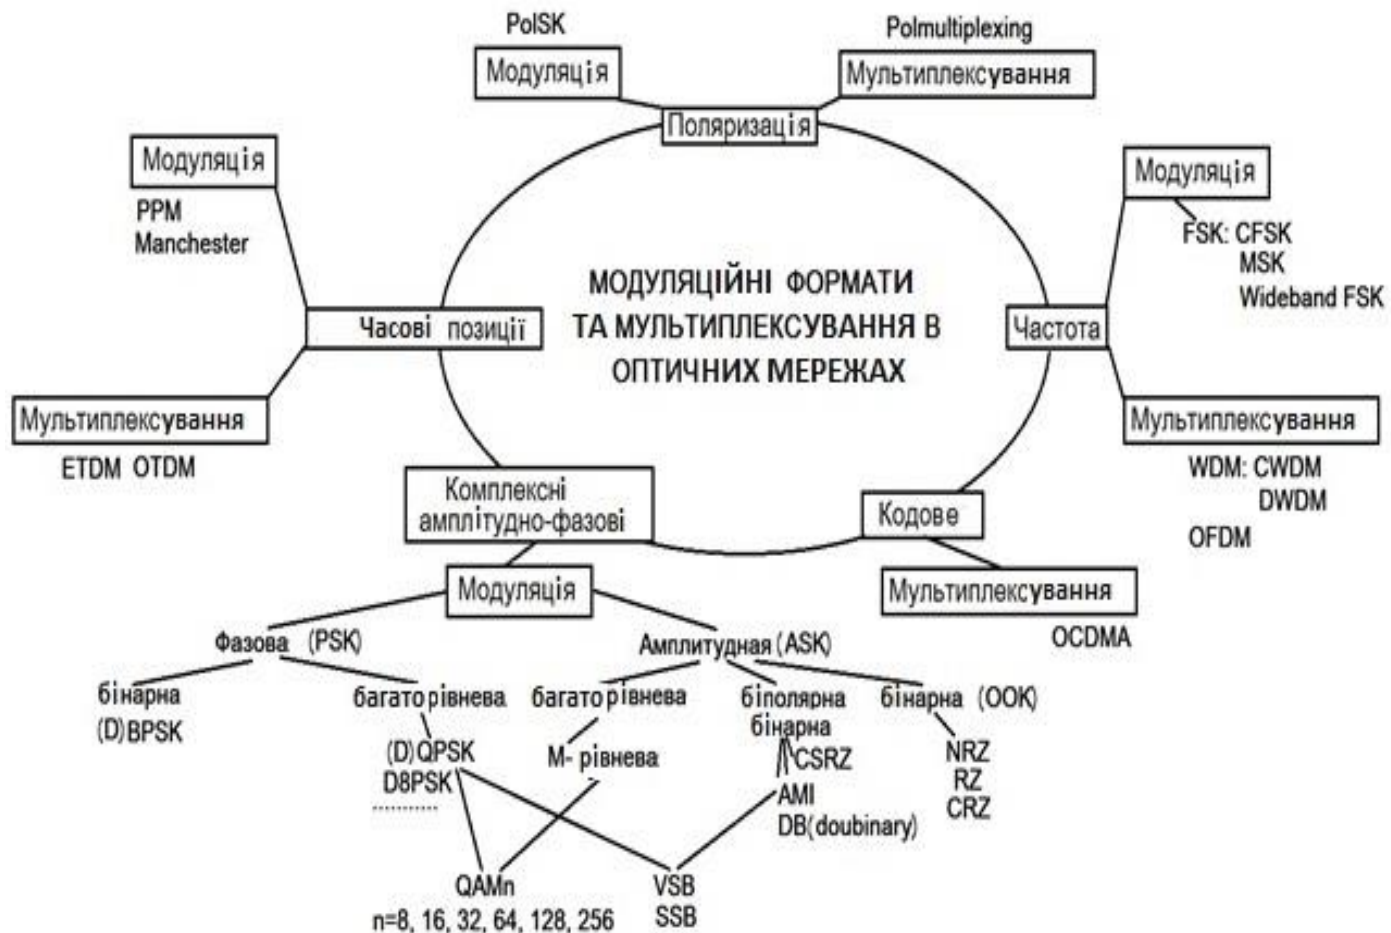 PolSK
Polmultiplexing
Модуляція
Мультиплексування
Поляризація
Модуляція
PPM
Manchester
Модуляція
FSK: CFSK
MSK
Wideband FSK
МОДУЛЯЦІЙНІ ФОРМАТИ
ТА МУЛЬТИПЛЕКСУВАННЯ В
ОПТИЧНИХ МЕРЕЖАХ
Часові позиції
Частота
Мультиплексування
ETDM OTDM
Мультиплексування
WDM: CWDM
DWDM
OFDM
Комплексні
амплітудно-фазові
Кодове
Модуляція
Мультиплексування
OCDMA
Фазова (PSK)
Амплитудная (ASK)
бінарна
(D)BPSK
багаторівнева
(D)QPSK
D8PSK
...........
багаторівнева
М- рівнева
біполярна
бінарна
CSRZ
AMI
DB(doubinary)
бінарна (OOK)
NRZ
RZ
CRZ
QAMn
n=8, 16, 32, 64, 128, 256
VSB
SSB